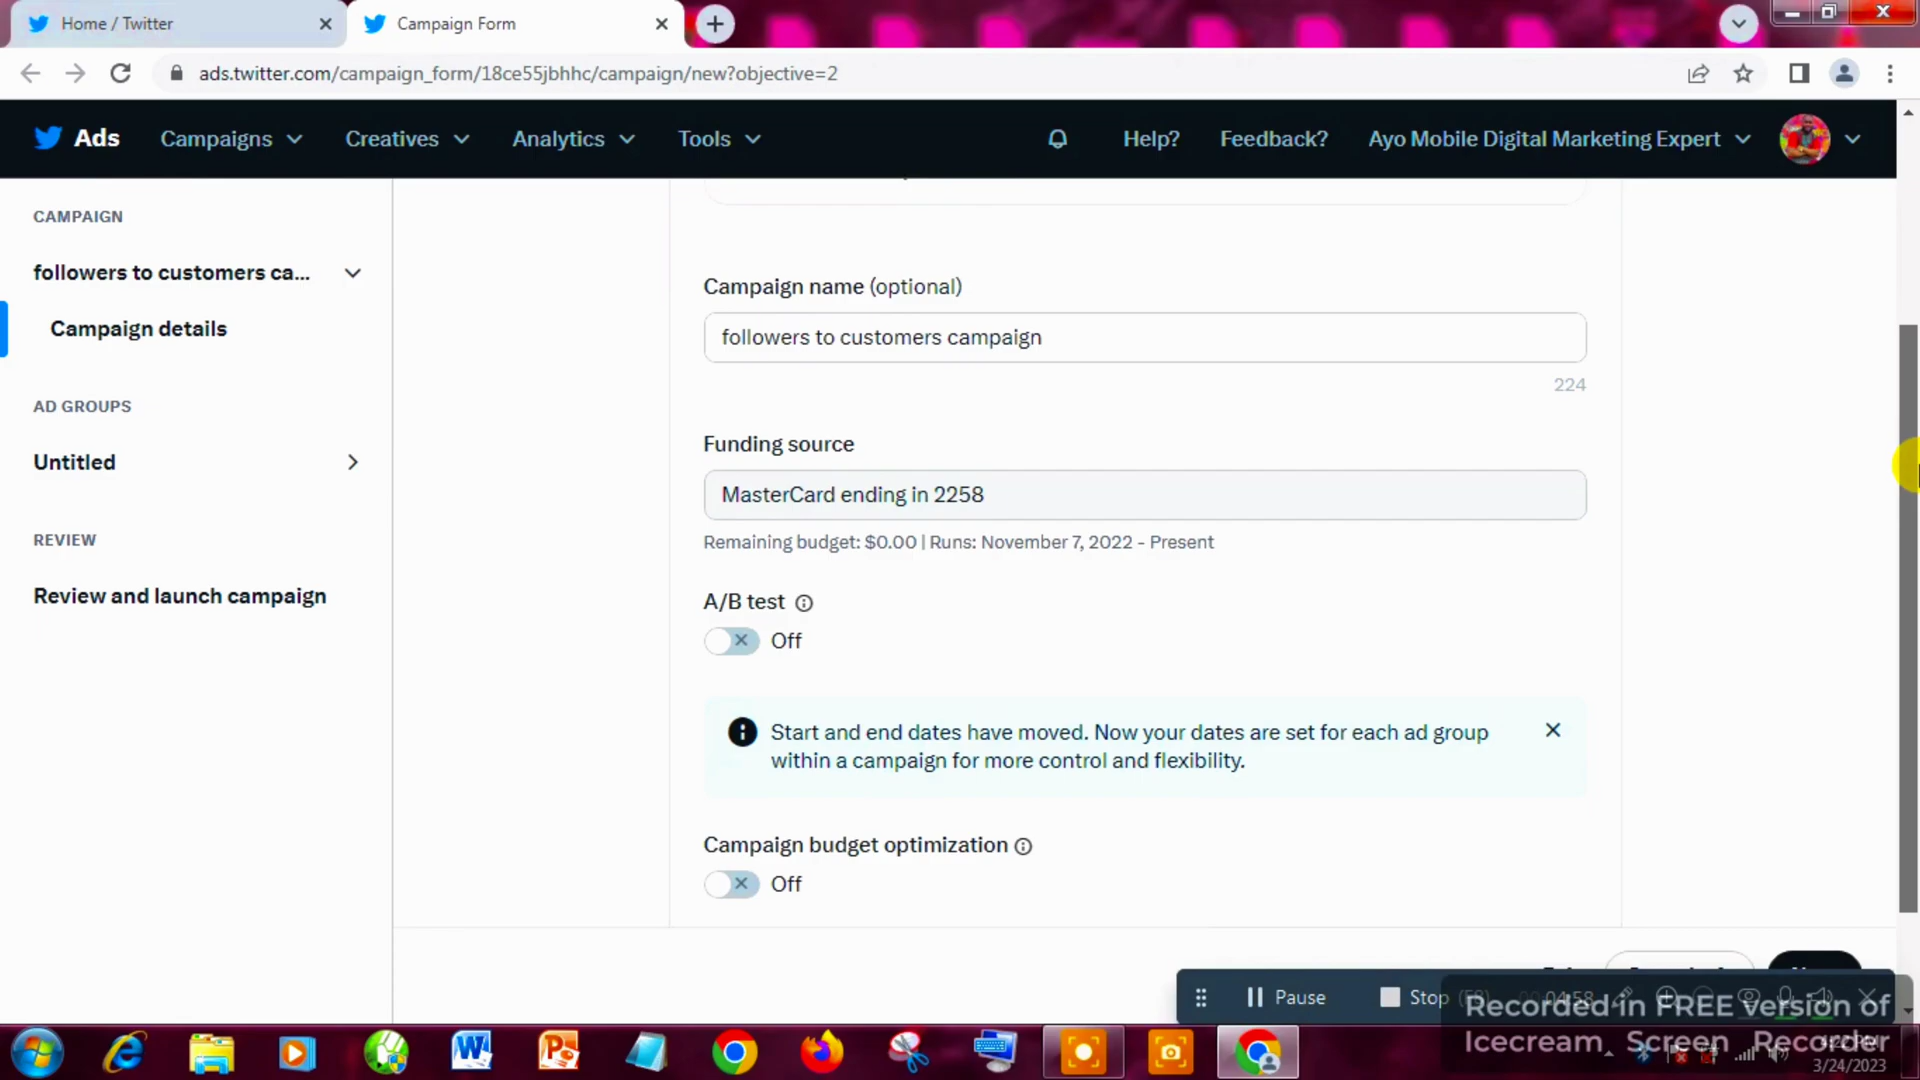 Home / Twitter
Campaign Form
ads.twitter.com/campaign_form/18ce55jbhhc/campaign/new?objective=2
Ads
Campaigns
Creatives
Analytics
Tools
Help?
Feedback?
Ayo Mobile Digital Marketing Expert
CAMPAIGN
followers to customers ca...
Campaign details
AD GROUPS
Untitled
REVIEW
Review and launch campaign
Campaign name (optional)
followers to customers campaign
224
Funding source
MasterCard ending in 2258
Remaining budget: $0.00 | Runs: November 7, 2022 - Present
A/B test
Off
Start and end dates have moved. Now your dates are set for each ad group
within a campaign for more control and flexibility.
Campaign budget optimization
Off
Pause
Stop
Recorded in FREE version of
Icecream Screen Recorder
3/24/2023